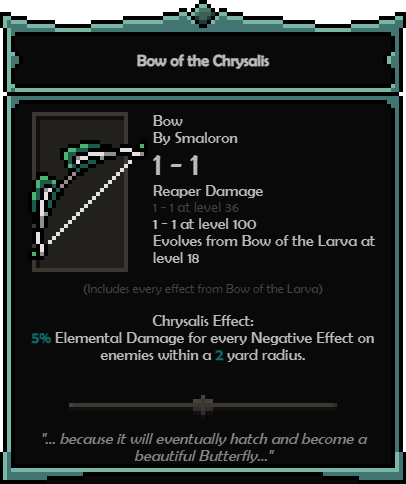 Bow of the Chrysalis
Bow
By Smaloron
1 - 1
Reaper Damage
1 - 1 at level 36
1 - 1 at level 100
Evolves from Bow of the Larva at
level 18
(Includes every effect from Bow of the Larva)
Chrysalis Effect:
5% Elemental Damage for every Negative Effect on
enemies within a 2 yard radius.
"... because it will eventually hatch and become a
beautiful Butterfly..."